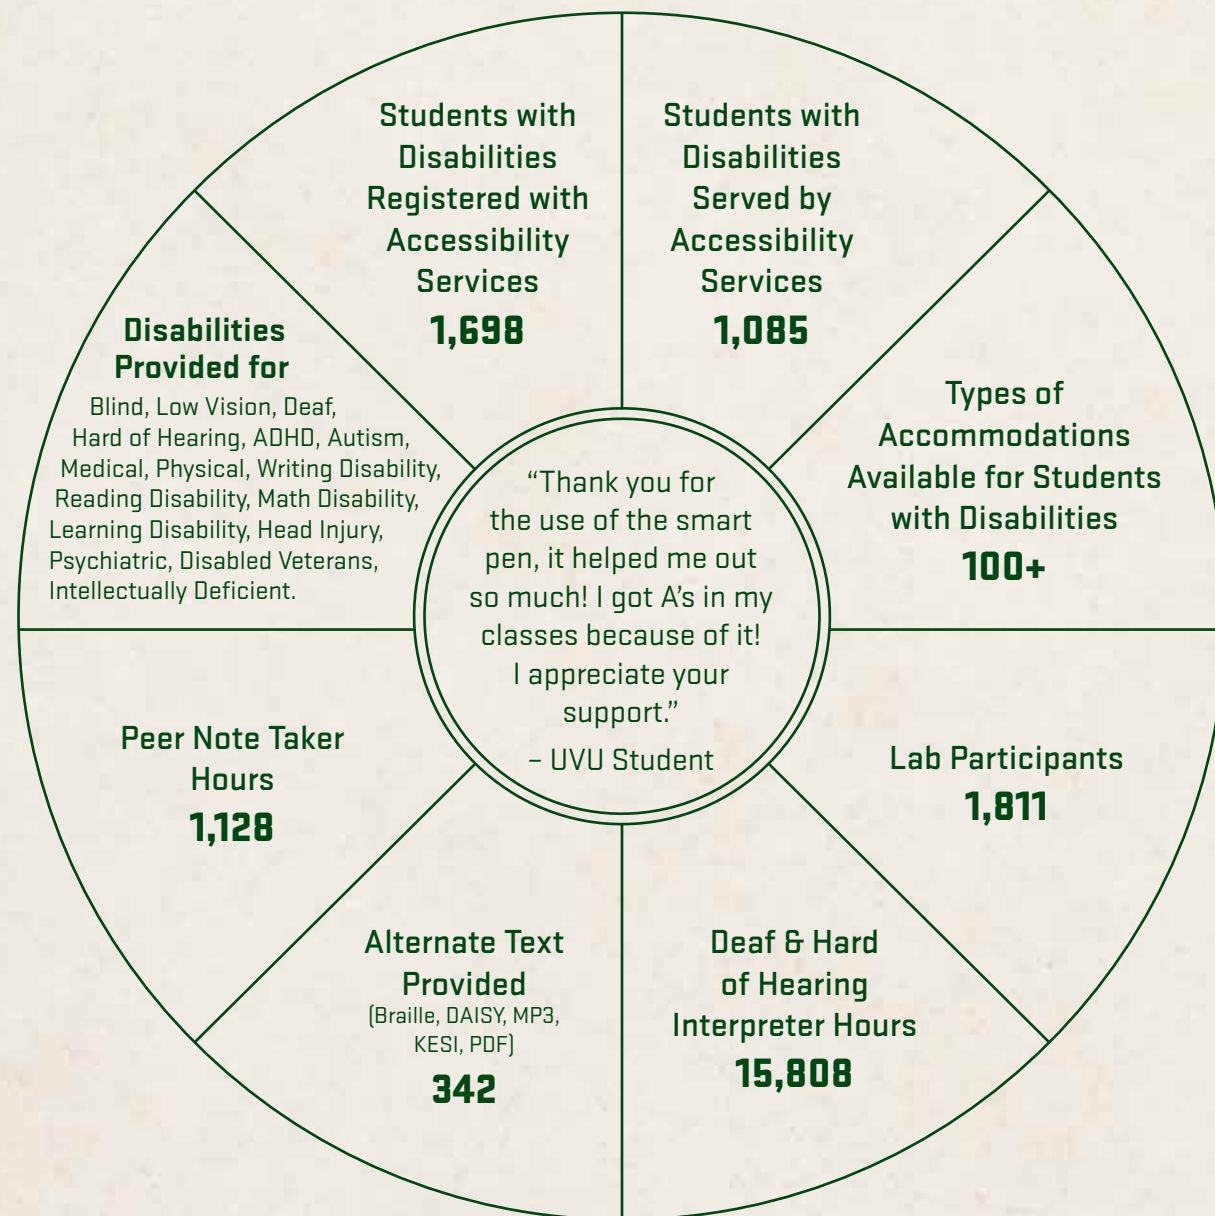 Students with
Disabilities
Registered with
Accessibility
Services
1,698
Students with
Disabilities
Served by
Accessibility
Services
1,085
Types of
Accommodations
Available for Students
with Disabilities
100+
Lab Participants
1,811
Deaf & Hard
of Hearing
Interpreter Hours
15,808
Alternate Text
Provided
(Braille, DAISY, MP3,
KESI, PDF)
342
Peer Note Taker
Hours
1,128
Disabilities
Provided for
Blind, Low Vision, Deaf,
Hard of Hearing, ADHD, Autism,
Medical, Physical, Writing Disability,
Reading Disability, Math Disability,
Learning Disability, Head Injury,
Psychiatric, Disabled Veterans,
Intellectually Deficient.
“Thank you for
the use of the smart
pen, it helped me out
so much! I got A’s in my
classes because of it!
I appreciate your
support.”
– UVU Student